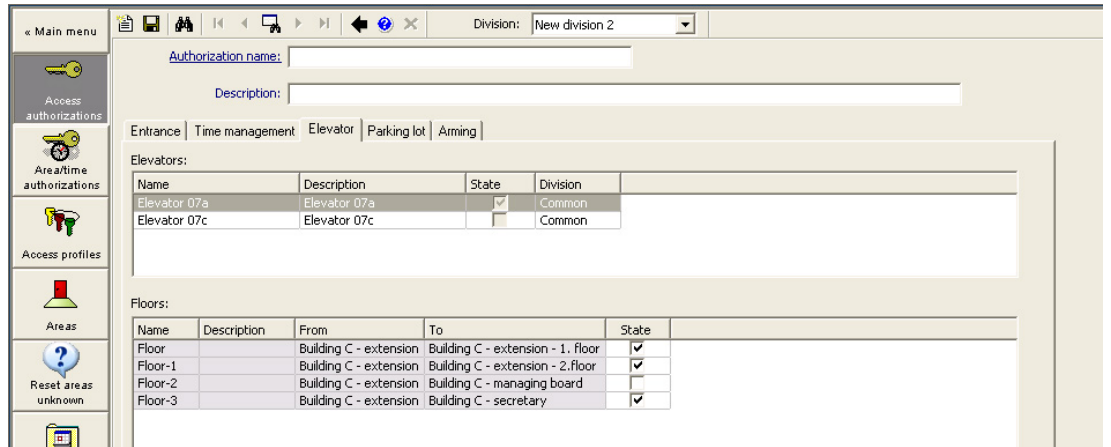 « Main menu
Division: New division 2
Authorization name:
Description:
Access
authorizations
Area/time
authorizations
Access profiles
Areas
Reset areas
unknown
Entrance Time management Elevator Parking lot Arming
Elevators:
Name Description State Division
Elevator 07a Elevator 07a Common
Elevator 07c Elevator 07c Common
Floors:
Name Description From To State
Floor Building C - extension Building C - extension - 1. floor
Floor-1 Building C - extension Building C - extension - 2.floor
Floor-2 Building C - extension Building C - managing board
Floor-3 Building C - extension Building C - secretary